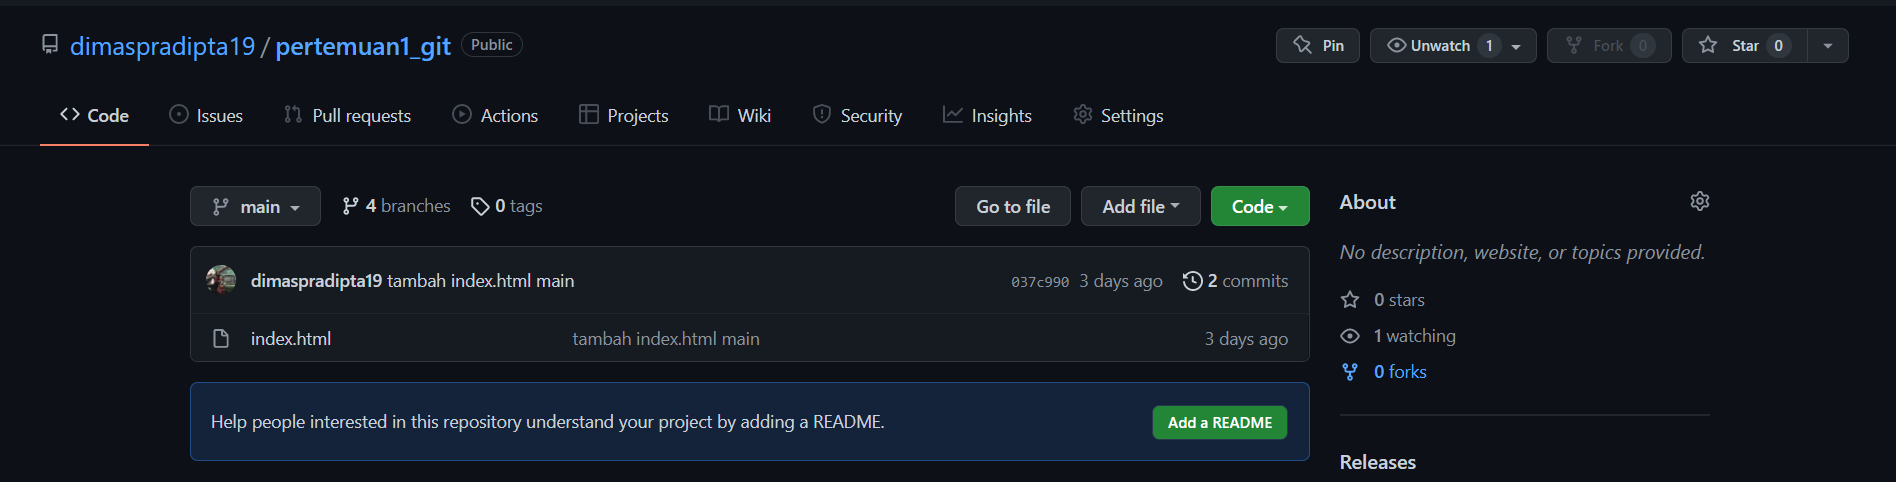 dimaspradipta19 / pertemuan1_git Public Pin Unwatch 1 Fork 0 Star 0
Code Issues Pull requests Actions Projects Wiki Security Insights Settings
main 4 branches 0 tags Go to file Add file Code
dimaspradipta19 tambah index.html main 037c990 3 days ago 2 commits
index.html tambah index.html main 3 days ago
Help people interested in this repository understand your project by adding a README. Add a README
About
No description, website, or topics provided.
0 stars
1 watching
0 forks
Releases